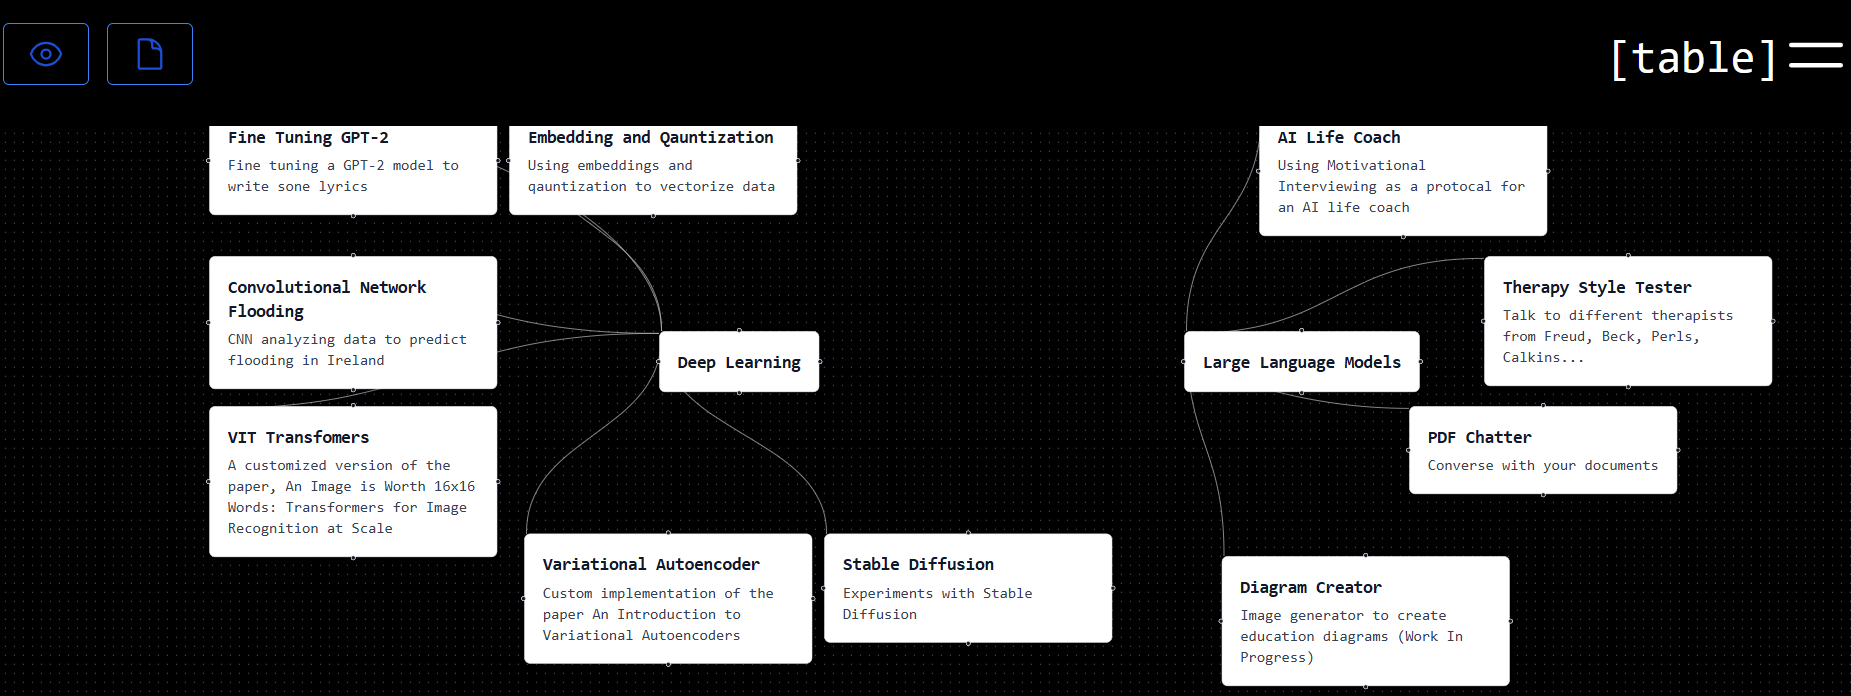 [table]
Fine Tuning GPT-2
Fine tuning a GPT-2 model to
write sone lyrics
Embedding and Qauntization
Using embeddings and
qauntization to vectorize data
AI Life Coach
Using Motivational
Interviewing as a protocal for
an AI life coach
Convolutional Network
Flooding
CNN analyzing data to predict
flooding in Ireland
Deep Learning
Large Language Models
Therapy Style Tester
Talk to different therapists
from Freud, Beck, Perls,
Calkins...
VIT Transfomers
A customized version of the
paper, An Image is Worth 16x16
Words: Transformers for Image
Recognition at Scale
PDF Chatter
Converse with your documents
Variational Autoencoder
Custom implementation of the
paper An Introduction to
Variational Autoencoders
Stable Diffusion
Experiments with Stable
Diffusion
Diagram Creator
Image generator to create
education diagrams (Work In
Progress)